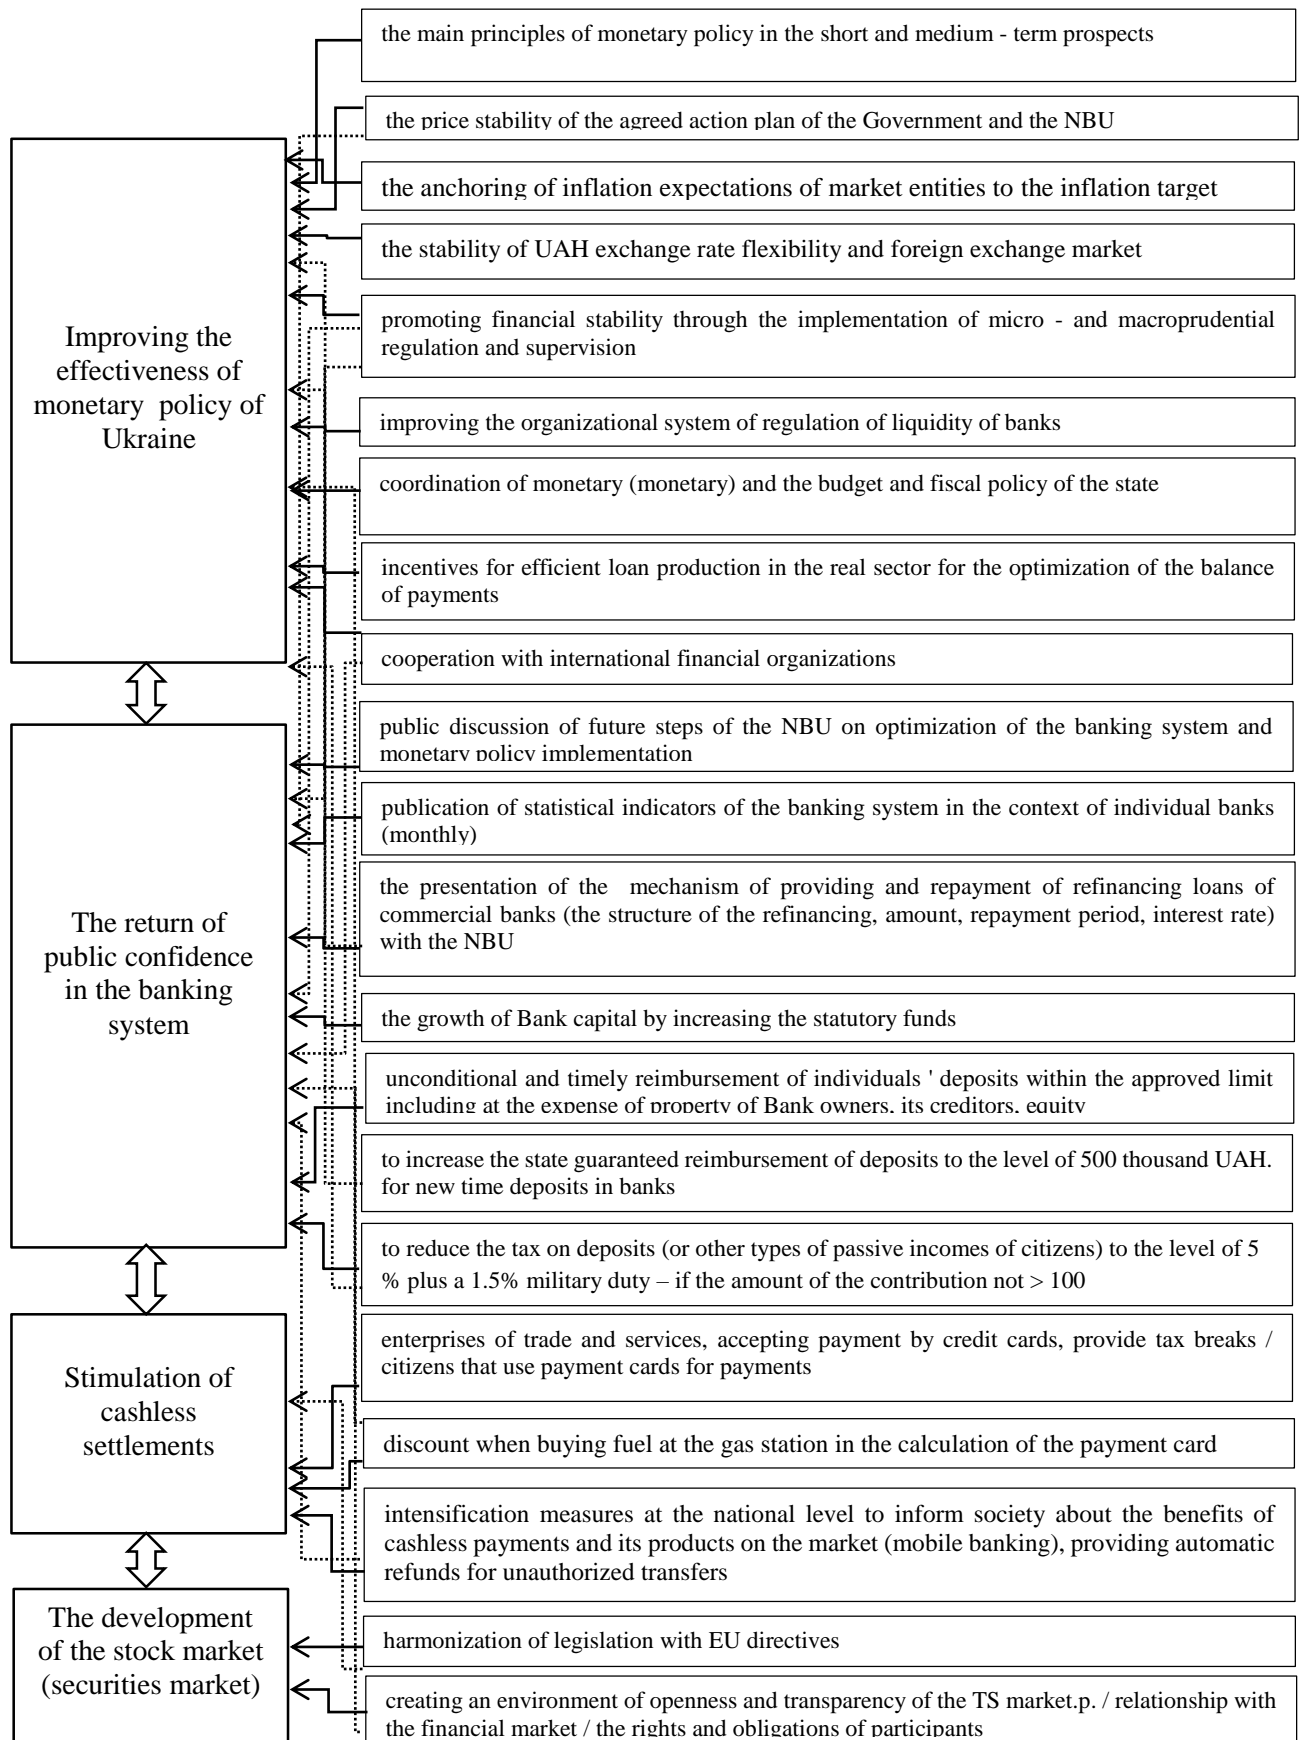 the main principles of monetary policy in the short and medium - term prospects
the price stability of the agreed action plan of the Government and the NBU
the anchoring of inflation expectations of market entities to the inflation target
the stability of UAH exchange rate flexibility and foreign exchange market
promoting financial stability through the implementation of micro - and macroprudential
regulation and supervision
improving the organizational system of regulation of liquidity of banks
coordination of monetary (monetary) and the budget and fiscal policy of the state
incentives for efficient loan production in the real sector for the optimization of the balance
of payments
cooperation with international financial organizations
Improving the
effectiveness of
monetary policy of
Ukraine
public discussion of future steps of the NBU on optimization of the banking system and
monetary policy implementation
publication of statistical indicators of the banking system in the context of individual banks
(monthly)
the presentation of the mechanism of providing and repayment of refinancing loans of
commercial banks (the structure of the refinancing, amount, repayment period, interest rate)
with the NBU
the growth of Bank capital by increasing the statutory funds
unconditional and timely reimbursement of individuals ' deposits within the approved limit
including at the expense of property of Bank owners, its creditors, equity
to increase the state guaranteed reimbursement of deposits to the level of 500 thousand UAH.
for new time deposits in banks
to reduce the tax on deposits (or other types of passive incomes of citizens) to the level of 5
% plus a 1.5% military duty – if the amount of the contribution not > 100
The return of
public confidence
in the banking
system
enterprises of trade and services, accepting payment by credit cards, provide tax breaks /
citizens that use payment cards for payments
discount when buying fuel at the gas station in the calculation of the payment card
intensification measures at the national level to inform society about the benefits of
cashless payments and its products on the market (mobile banking), providing automatic
refunds for unauthorized transfers
Stimulation of
cashless
settlements
harmonization of legislation with EU directives
creating an environment of openness and transparency of the TS market.p. / relationship with
the financial market / the rights and obligations of participants
The development
of the stock market
(securities market)